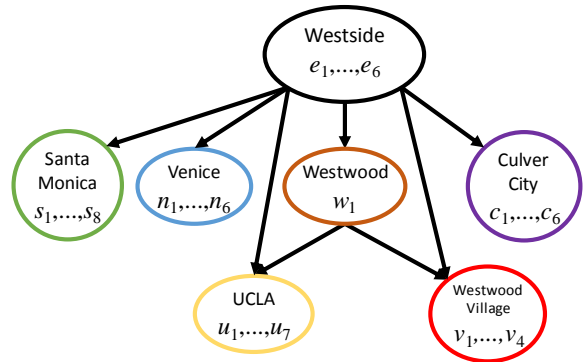 Westside
e₁,...,e₆
Santa
Monica
s₁,...,s₈
Venice
n₁,...,n₆
Westwood
w₁
Culver
City
c₁,...,c₆
UCLA
u₁,...,u₇
Westwood
Village
v₁,...,v₄